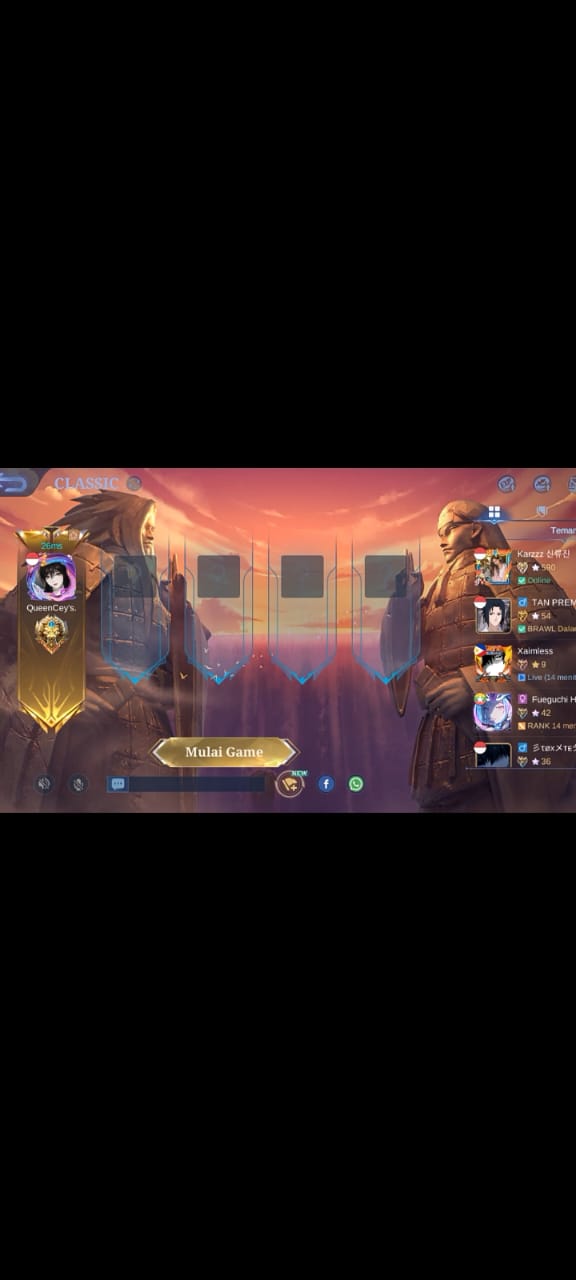 CLASSIC
26ms
QueenCey's.
Teman
Karzzz 신류진
590
Online
TAN PREM
54
BRAWL Dalam
Xaimless
9
Live (14 menit
Fueguchi H
42
RANK 14 men
36
Mulai Game
NEW